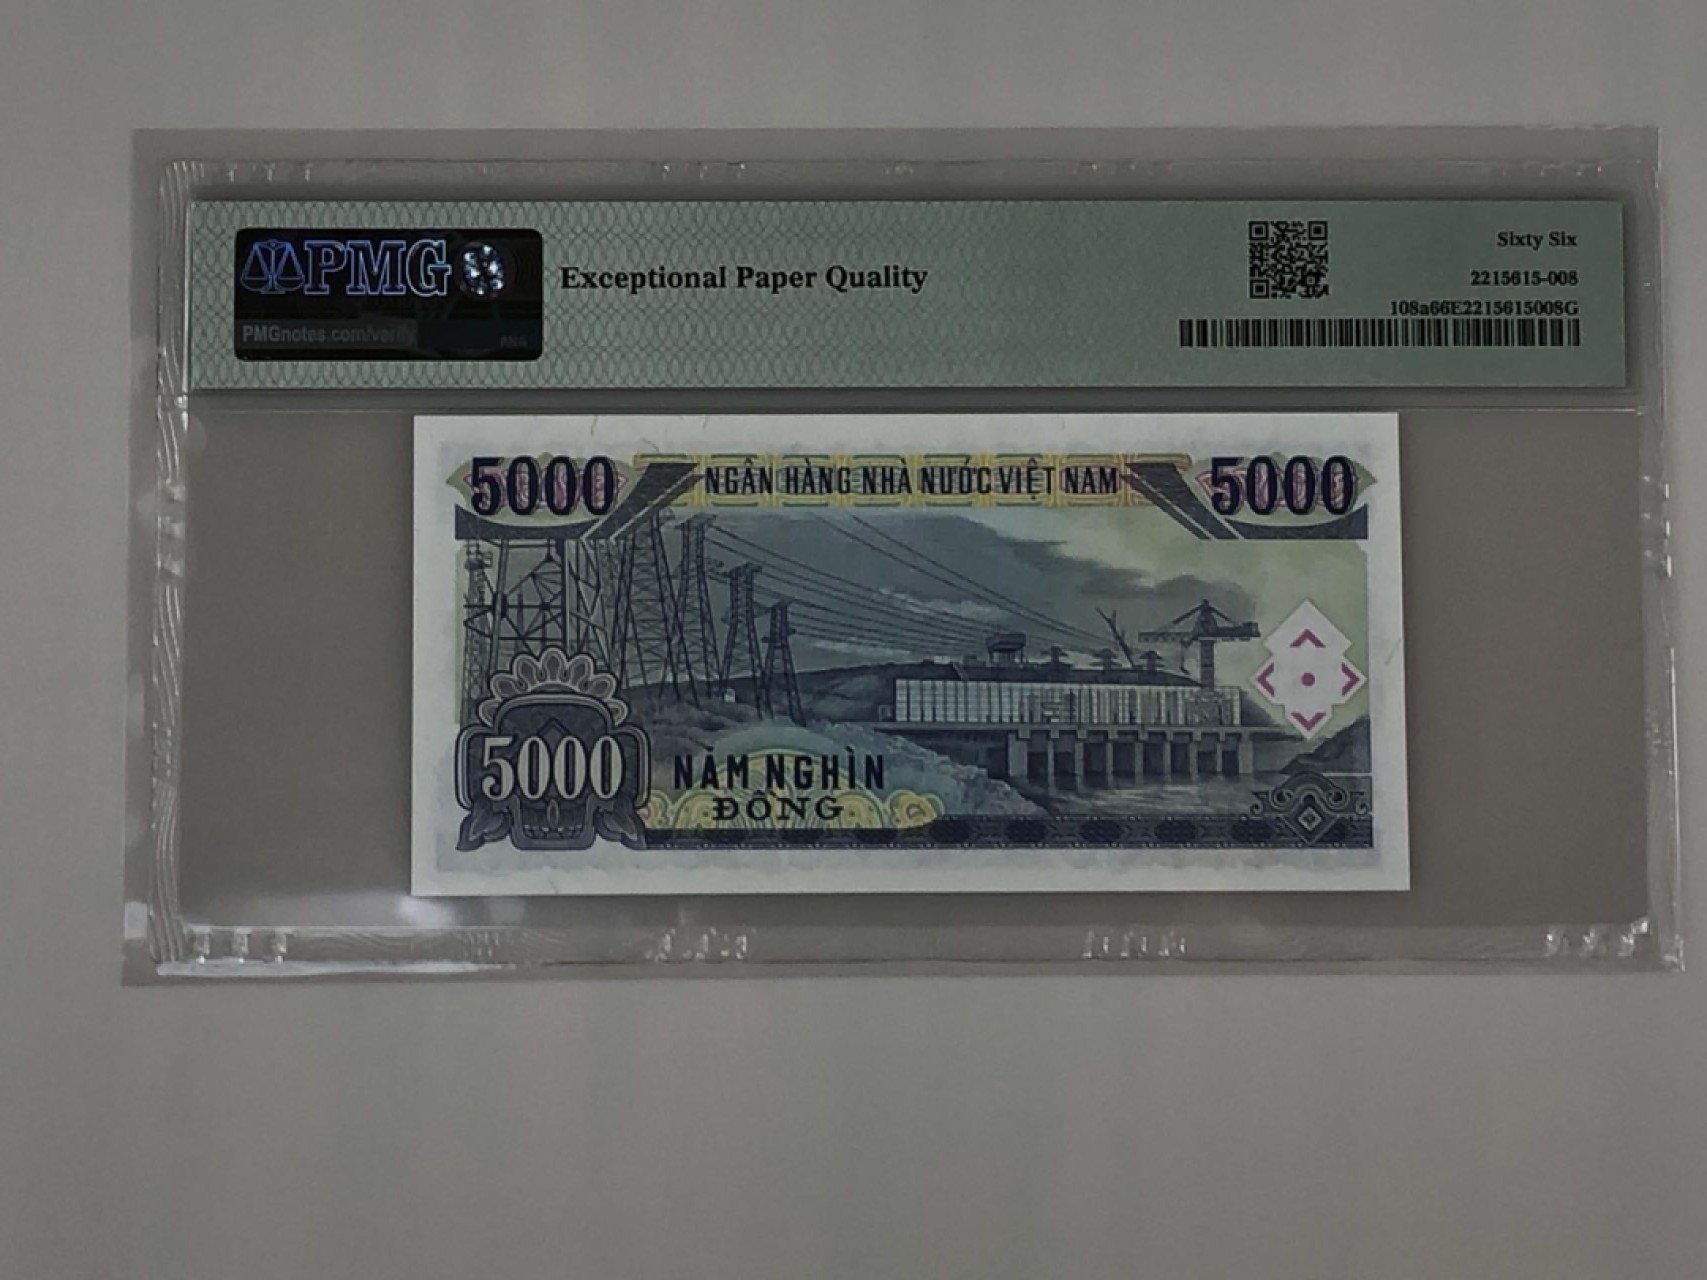 PMG
PMGnotes.com/verify
Exceptional Paper Quality
Sixty Six
2215615-008
108a66E2215615008G
5000 NGÂN HÀNG NHÀ NƯỚC VIỆT NAM 5000
5000
NĂM NGHÌN
ĐỒNG